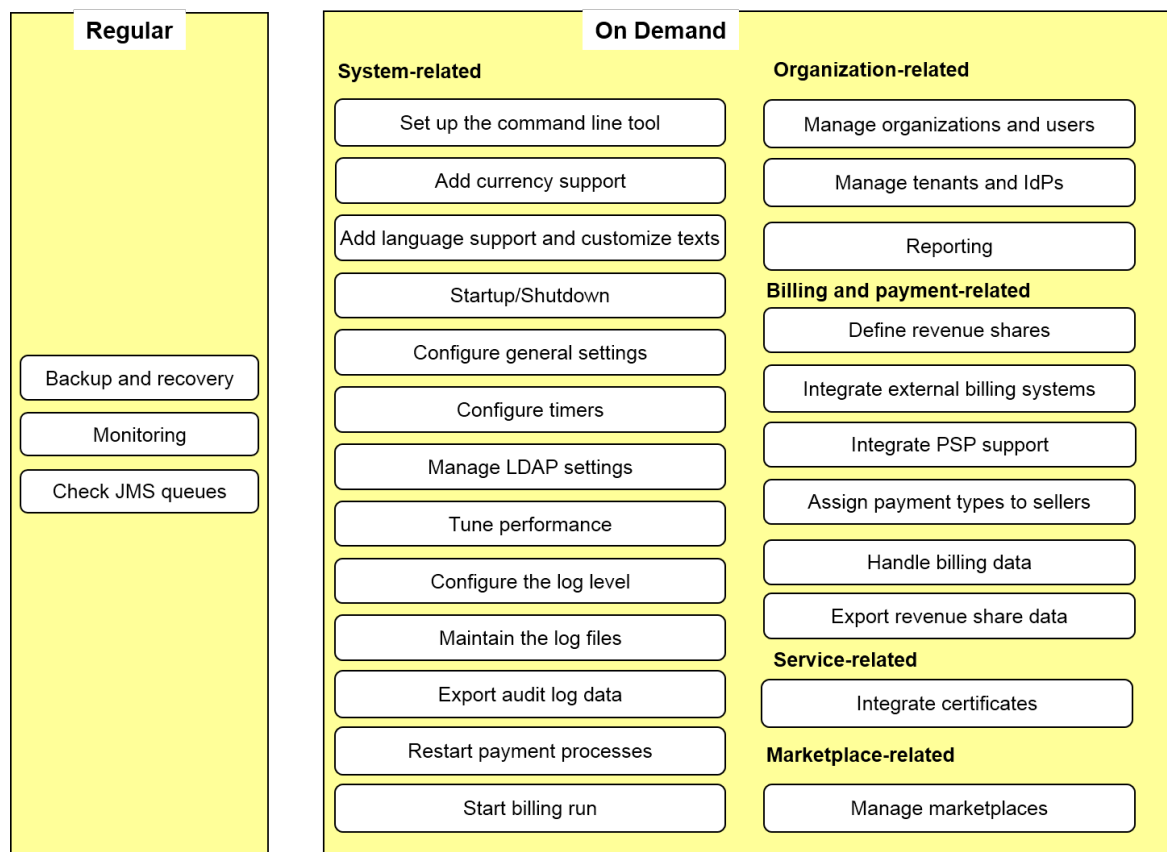 Regular
Backup and recovery
Monitoring
Check JMS queues
On Demand
System-related
Set up the command line tool
Add currency support
Add language support and customize texts
Startup/Shutdown
Configure general settings
Configure timers
Manage LDAP settings
Tune performance
Configure the log level
Maintain the log files
Export audit log data
Restart payment processes
Start billing run
Organization-related
Manage organizations and users
Manage tenants and IdPs
Reporting
Billing and payment-related
Define revenue shares
Integrate external billing systems
Integrate PSP support
Assign payment types to sellers
Handle billing data
Export revenue share data
Service-related
Integrate certificates
Marketplace-related
Manage marketplaces